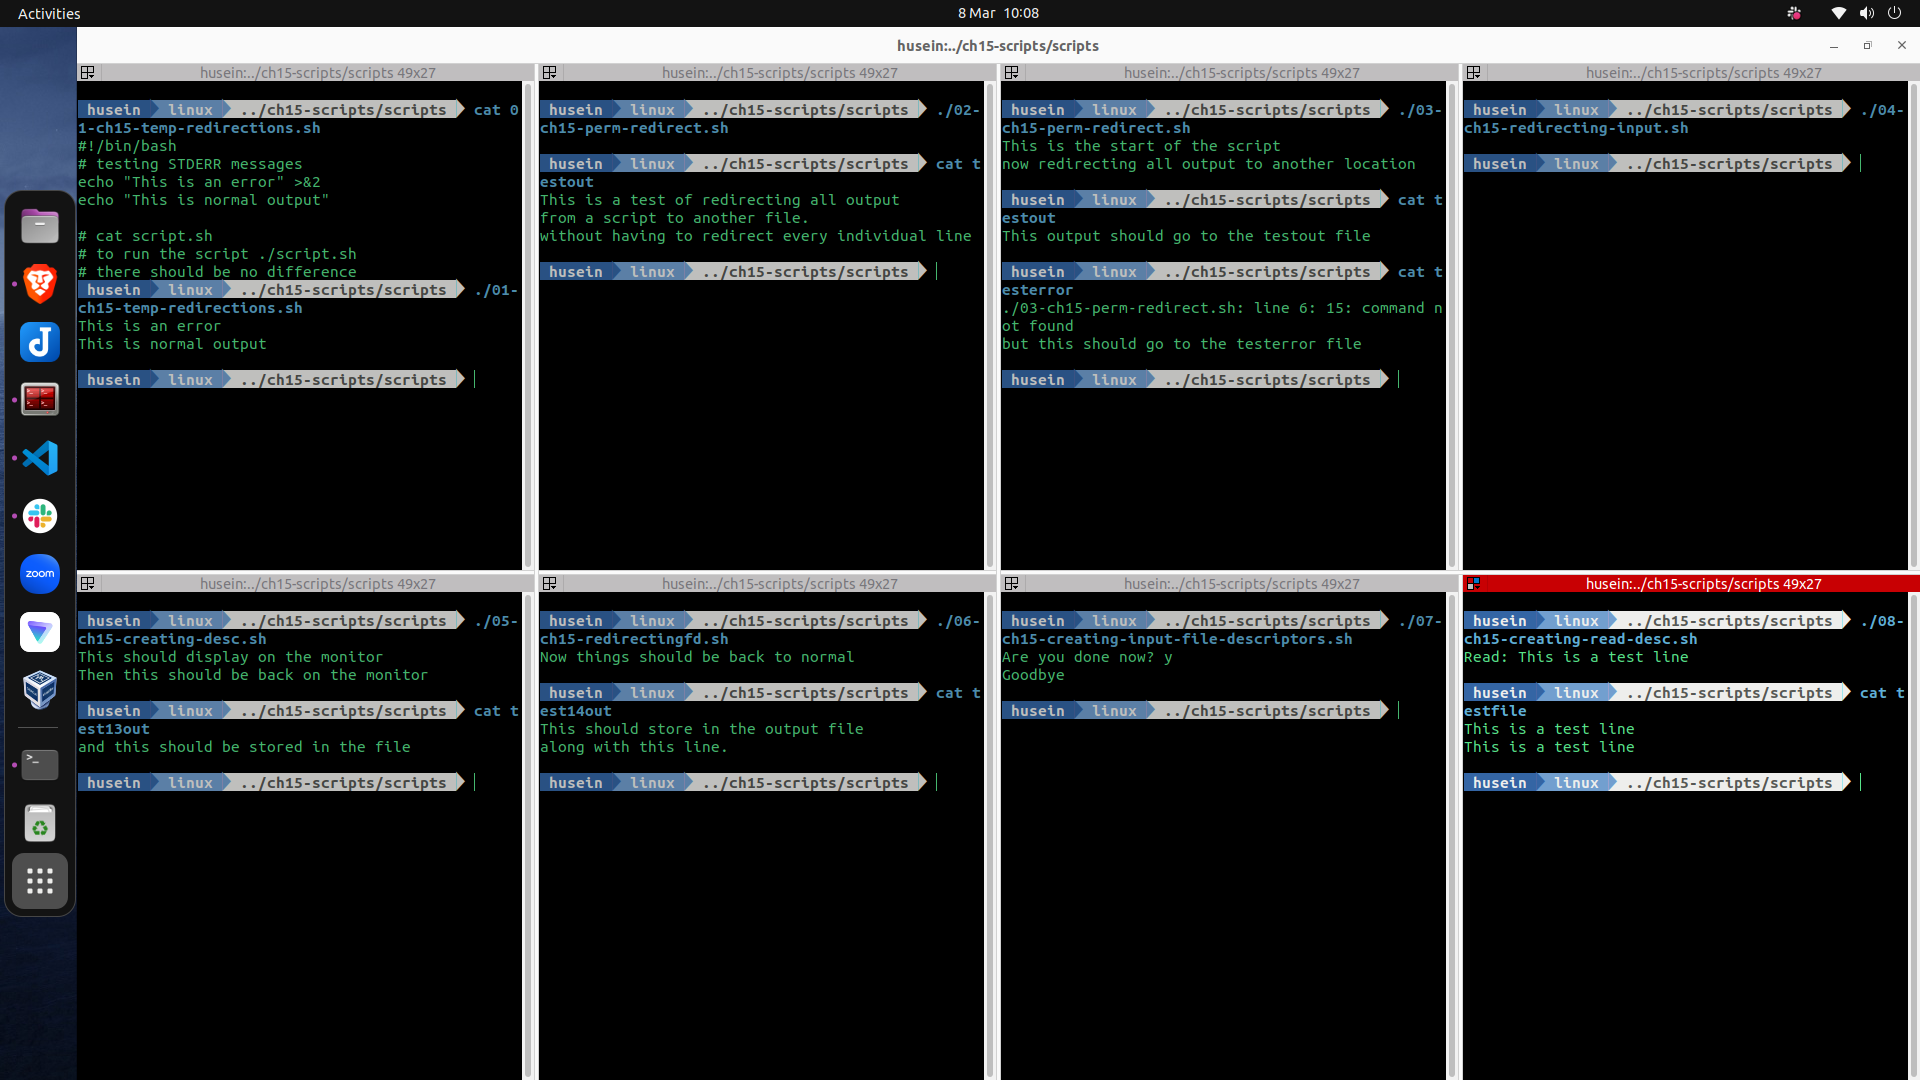 Activities
8 Mar 10:08
husein:../ch15-scripts/scripts
husein:../ch15-scripts/scripts 49x27
husein linux ../ch15-scripts/scripts cat 0
1-ch15-temp-redirections.sh
#!/bin/bash
# testing STDERR messages
echo "This is an error" >&2
echo "This is normal output"
# cat script.sh
# to run the script ./script.sh
# there should be no difference
husein linux ../ch15-scripts/scripts ./01-
ch15-temp-redirections.sh
This is an error
This is normal output
husein linux ../ch15-scripts/scripts
husein:../ch15-scripts/scripts 49x27
husein linux ../ch15-scripts/scripts ./02-
ch15-perm-redirect.sh
husein linux ../ch15-scripts/scripts cat t
estout
This is a test of redirecting all output
from a script to another file.
without having to redirect every individual line
husein linux ../ch15-scripts/scripts
husein:../ch15-scripts/scripts 49x27
husein linux ../ch15-scripts/scripts ./03-
ch15-perm-redirect.sh
This is the start of the script
now redirecting all output to another location
husein linux ../ch15-scripts/scripts cat t
estout
This output should go to the testout file
husein linux ../ch15-scripts/scripts cat t
esterror
./03-ch15-perm-redirect.sh: line 6: 15: command n
ot found
but this should go to the testerror file
husein linux ../ch15-scripts/scripts
husein:../ch15-scripts/scripts 49x27
husein linux ../ch15-scripts/scripts ./04-
ch15-redirecting-input.sh
husein linux ../ch15-scripts/scripts
husein:../ch15-scripts/scripts 49x27
husein linux ../ch15-scripts/scripts ./05-
ch15-creating-desc.sh
This should display on the monitor
Then this should be back on the monitor
husein linux ../ch15-scripts/scripts cat t
est13out
and this should be stored in the file
husein linux ../ch15-scripts/scripts
husein:../ch15-scripts/scripts 49x27
husein linux ../ch15-scripts/scripts ./06-
ch15-redirectingfd.sh
Now things should be back to normal
husein linux ../ch15-scripts/scripts cat t
est14out
This should store in the output file
along with this line.
husein linux ../ch15-scripts/scripts
husein:../ch15-scripts/scripts 49x27
husein linux ../ch15-scripts/scripts ./07-
ch15-creating-input-file-descriptors.sh
Are you done now? y
Goodbye
husein linux ../ch15-scripts/scripts
husein:../ch15-scripts/scripts 49x27
husein linux ../ch15-scripts/scripts ./08-
ch15-creating-read-desc.sh
Read: This is a test line
husein linux ../ch15-scripts/scripts cat t
estfile
This is a test line
This is a test line
husein linux ../ch15-scripts/scripts
zoom